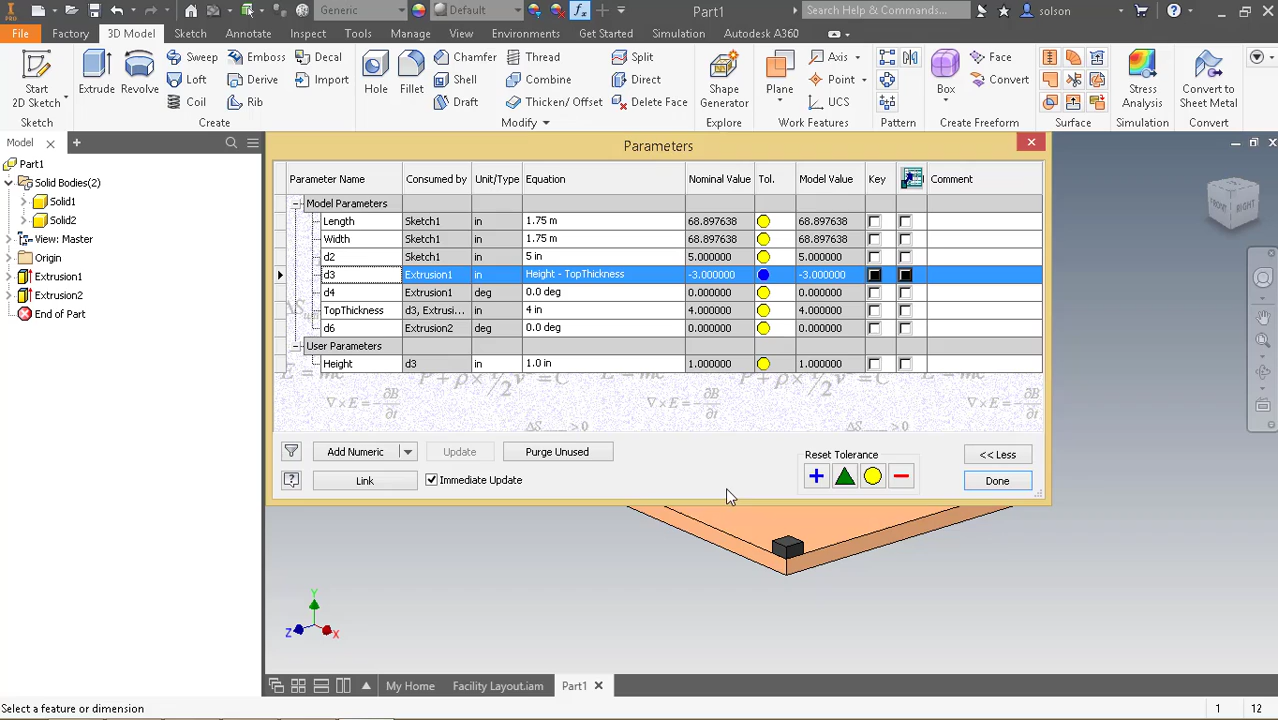 PRO
Generic
Default
Part1
Search Help & Commands...
solson
File
Factory
3D Model
Sketch
Annotate
Inspect
Tools
Manage
View
Environments
Get Started
Simulation
Autodesk A360
Start
2D Sketch
Extrude
Revolve
Sweep
Loft
Coil
Emboss
Derive
Rib
Decal
Import
Hole
Fillet
Chamfer
Shell
Draft
Thread
Combine
Thicken/ Offset
Split
Direct
Delete Face
Shape
Generator
Plane
Axis
Point
UCS
Box
Face
Convert
Stress
Analysis
Convert to
Sheet Metal
Sketch
Create
Modify
Explore
Work Features
Pattern
Create Freeform
Surface
Simulation
Convert
Model
Part1
Solid Bodies(2)
Solid1
Solid2
View: Master
Origin
Extrusion1
Extrusion2
End of Part
Parameters
Parameter Name Consumed by Unit/Type Equation Nominal Value Tol. Model Value Key Comment
Model Parameters
Length Sketch1 in 1.75 m 68.897638 68.897638
Width Sketch1 in 1.75 m 68.897638 68.897638
d2 Sketch1 in 5 in 5.000000 5.000000
d3 Extrusion1 in Height - TopThickness -3.000000 -3.000000
d4 Extrusion1 deg 0.0 deg 0.000000 0.000000
TopThickness d3, Extrusi... in 4 in 4.000000 4.000000
d6 Extrusion2 deg 0.0 deg 0.000000 0.000000
User Parameters
Height d3 in 1.0 in 1.000000 1.000000
Add Numeric
Update
Purge Unused
Reset Tolerance
<< Less
Link
Immediate Update
Done
FRONT
RIGHT
Y
Z
X
My Home
Facility Layout.iam
Part1
Select a feature or dimension
1
12